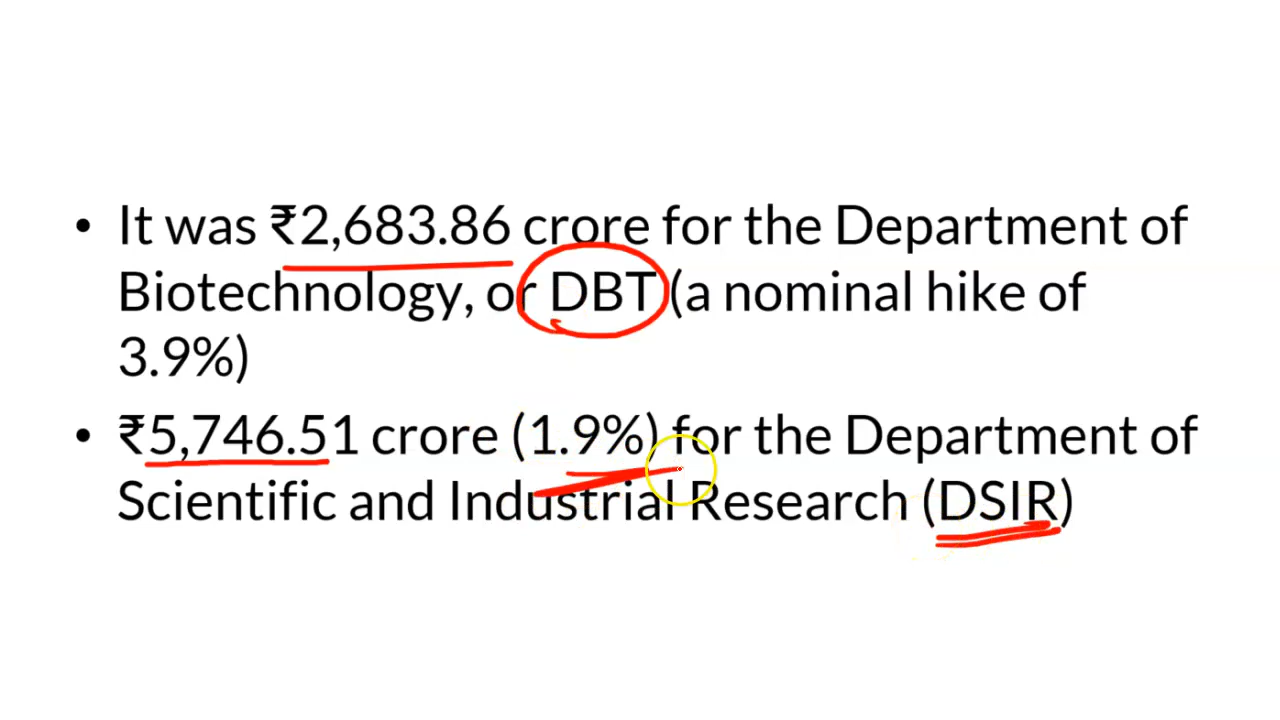 • It was ₹2,683.86 crore for the Department of
Biotechnology, or DBT (a nominal hike of
3.9%)
• ₹5,746.51 crore (1.9%) for the Department of
Scientific and Industrial Research (DSIR)